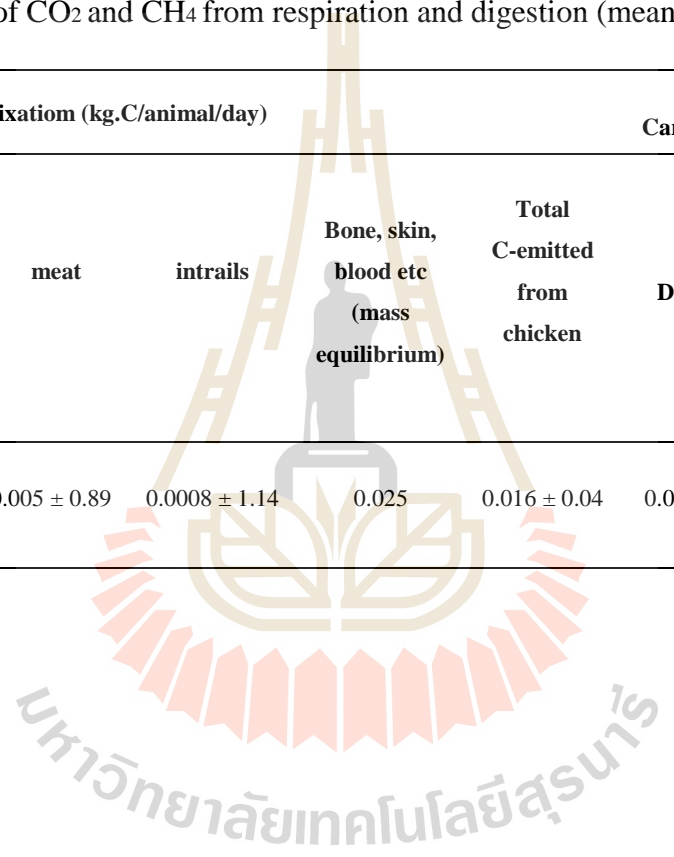 of CO2 and CH4 from respiration and digestion (mean
ixatiom (kg.C/animal/day)
Car
meat intrails Bone, skin, blood etc (mass equilibrium) Total C-emitted from chicken D
0.005 ± 0.89 0.0008 ± 1.14 0.025 0.016 ± 0.04 0.0
มหาวิทยาลัยเทคโนโลยีสุรนารี